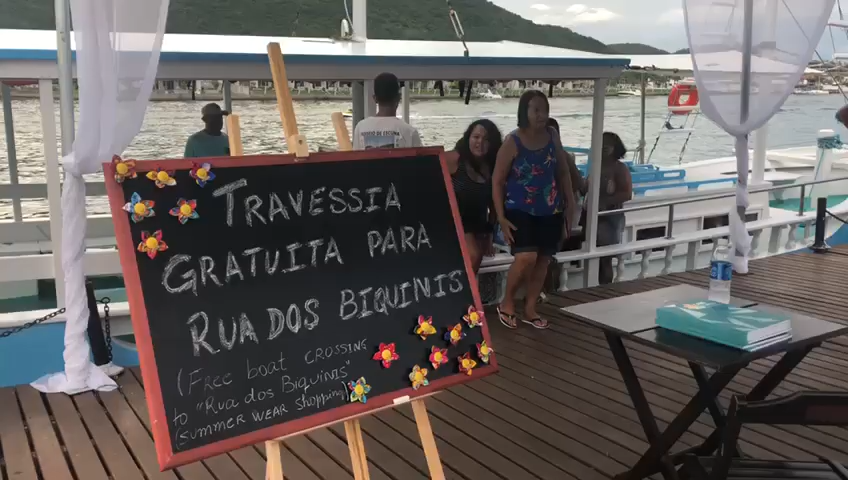 TRAVESSIA
GRATUITA PARA
RUA DOS BIQUINIS
(FREE boat CROSSING
to "RUA dos BIQUINIS"
(SUMMER WEAR Shopping)